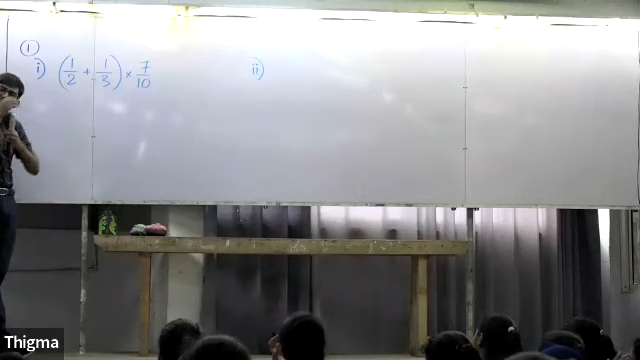 ①
i) (1/2 + 1/3) × 7/10
ii)
Thigma